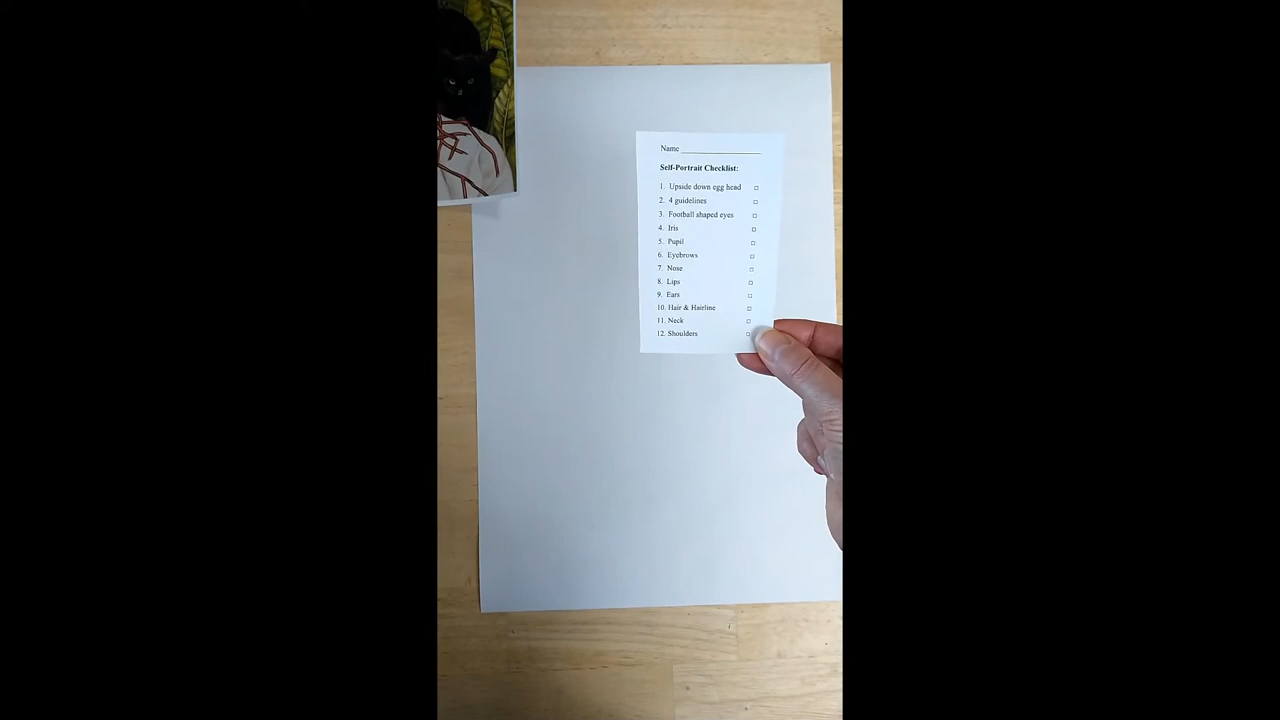 Name ____________
Self-Portrait Checklist:
1. Upside down egg head □
2. 4 guidelines □
3. Football shaped eyes □
4. Iris □
5. Pupil □
6. Eyebrows □
7. Nose □
8. Lips □
9. Ears □
10. Hair & Hairline □
11. Neck □
12. Shoulders □